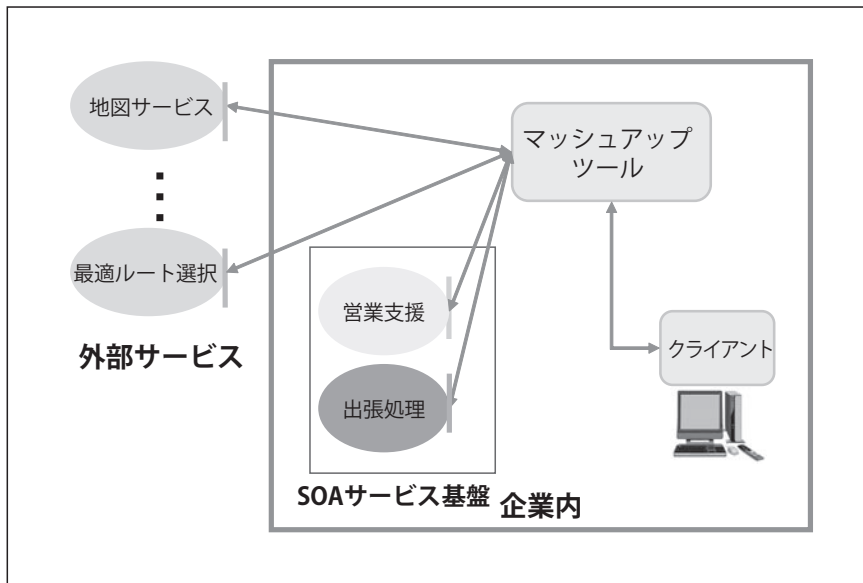 地図サービス
マッシュアップ
ツール
最適ルート選択
外部サービス
営業支援
出張処理
SOAサービス基盤
企業内
クライアント